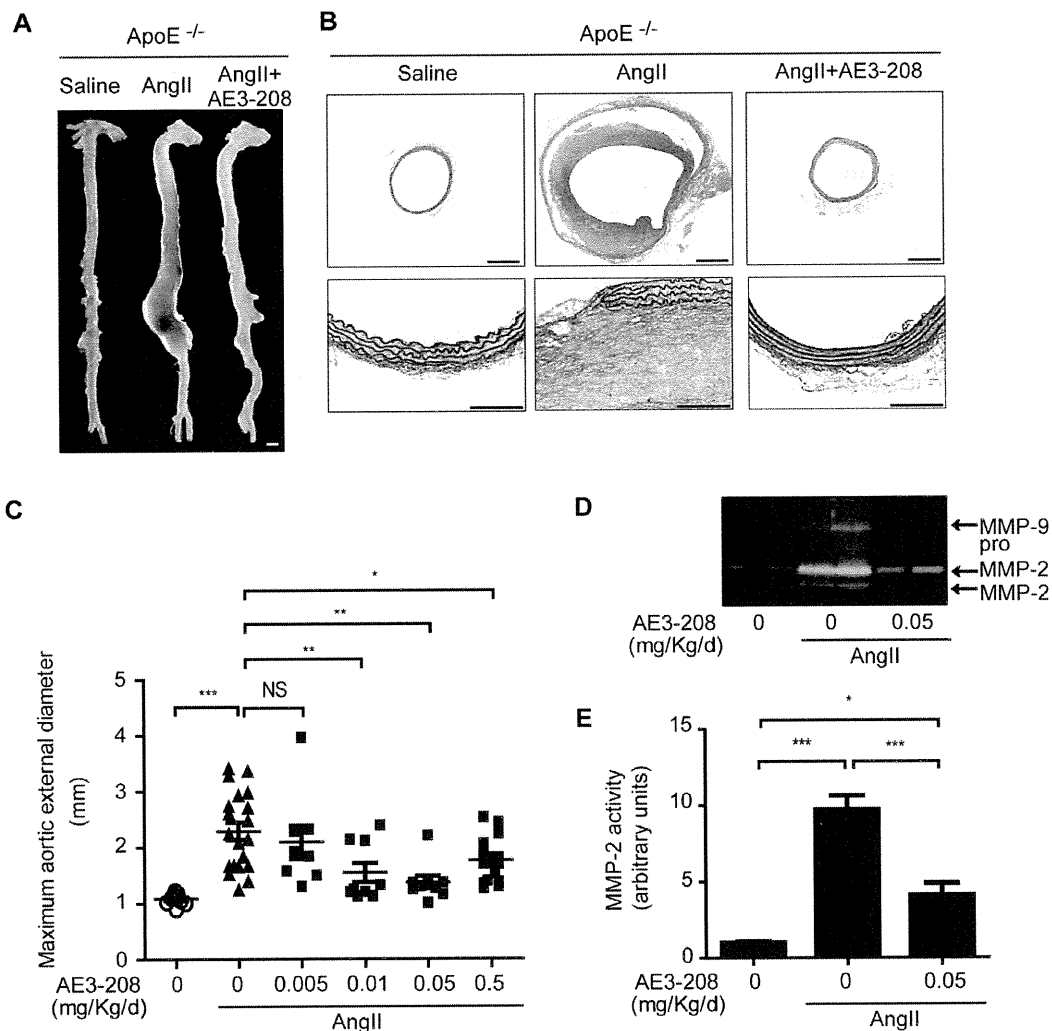 A
ApoE -/-
Saline AngII AngII+
AE3-208
B
ApoE -/-
Saline AngII AngII+AE3-208
C
Maximum aortic external diameter
(mm)
5
4
3
2
1
0
***
NS
**
**
*
AE3-208
(mg/Kg/d)
0 0 0.005 0.01 0.05 0.5
AngII
D
MMP-9
pro
MMP-2
MMP-2
AE3-208
(mg/Kg/d)
0 0 0.05
AngII
E
MMP-2 activity
(arbitrary units)
15
10
5
0
*
*** ***
AE3-208
(mg/Kg/d)
0 0 0.05
AngII